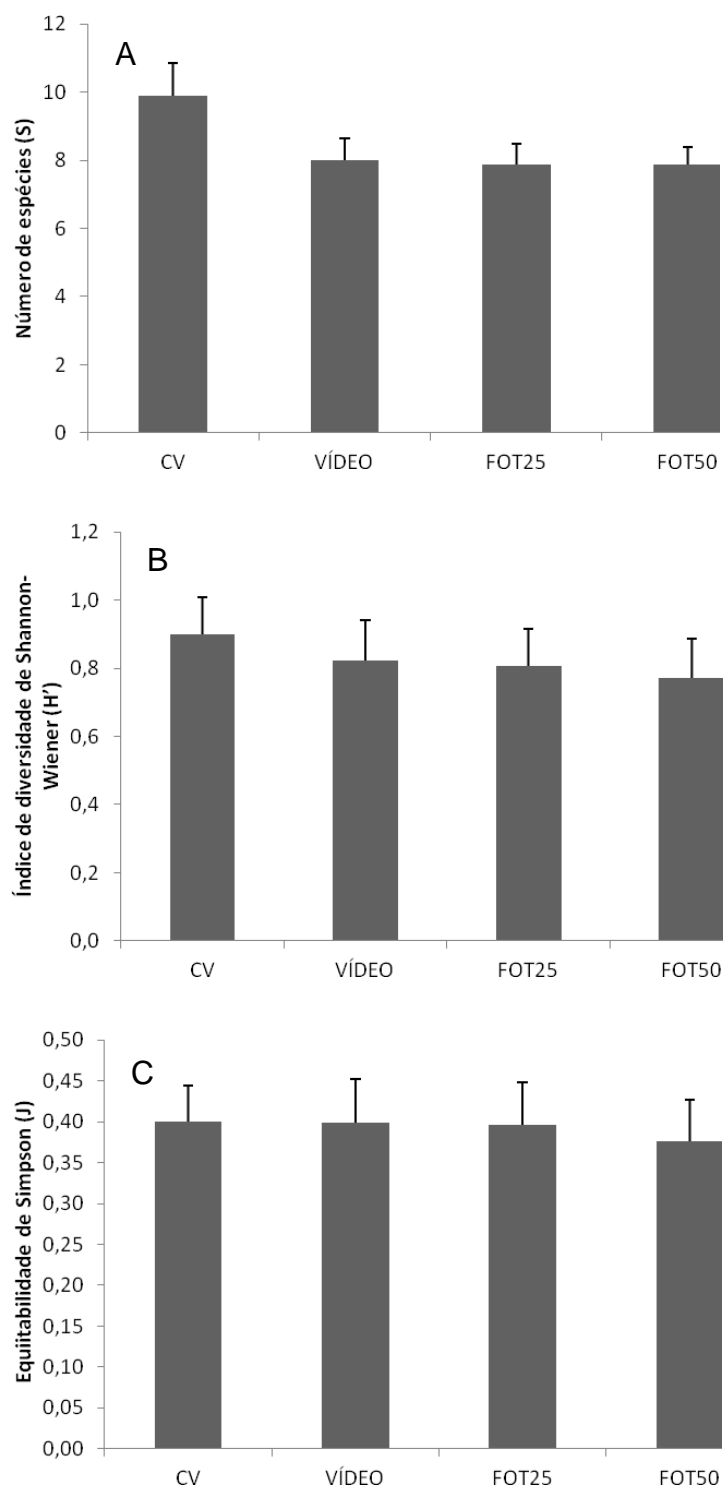 A
Número de espécies (S)
12
10
8
6
4
2
0
CV VÍDEO FOT25 FOT50
B
Índice de diversidade de Shannon-
Wiener (H')
1,2
1,0
0,8
0,6
0,4
0,2
0,0
CV VÍDEO FOT25 FOT50
C
Equiitabilidade de Simpson (J)
0,50
0,45
0,40
0,35
0,30
0,25
0,20
0,15
0,10
0,05
0,00
CV VÍDEO FOT25 FOT50